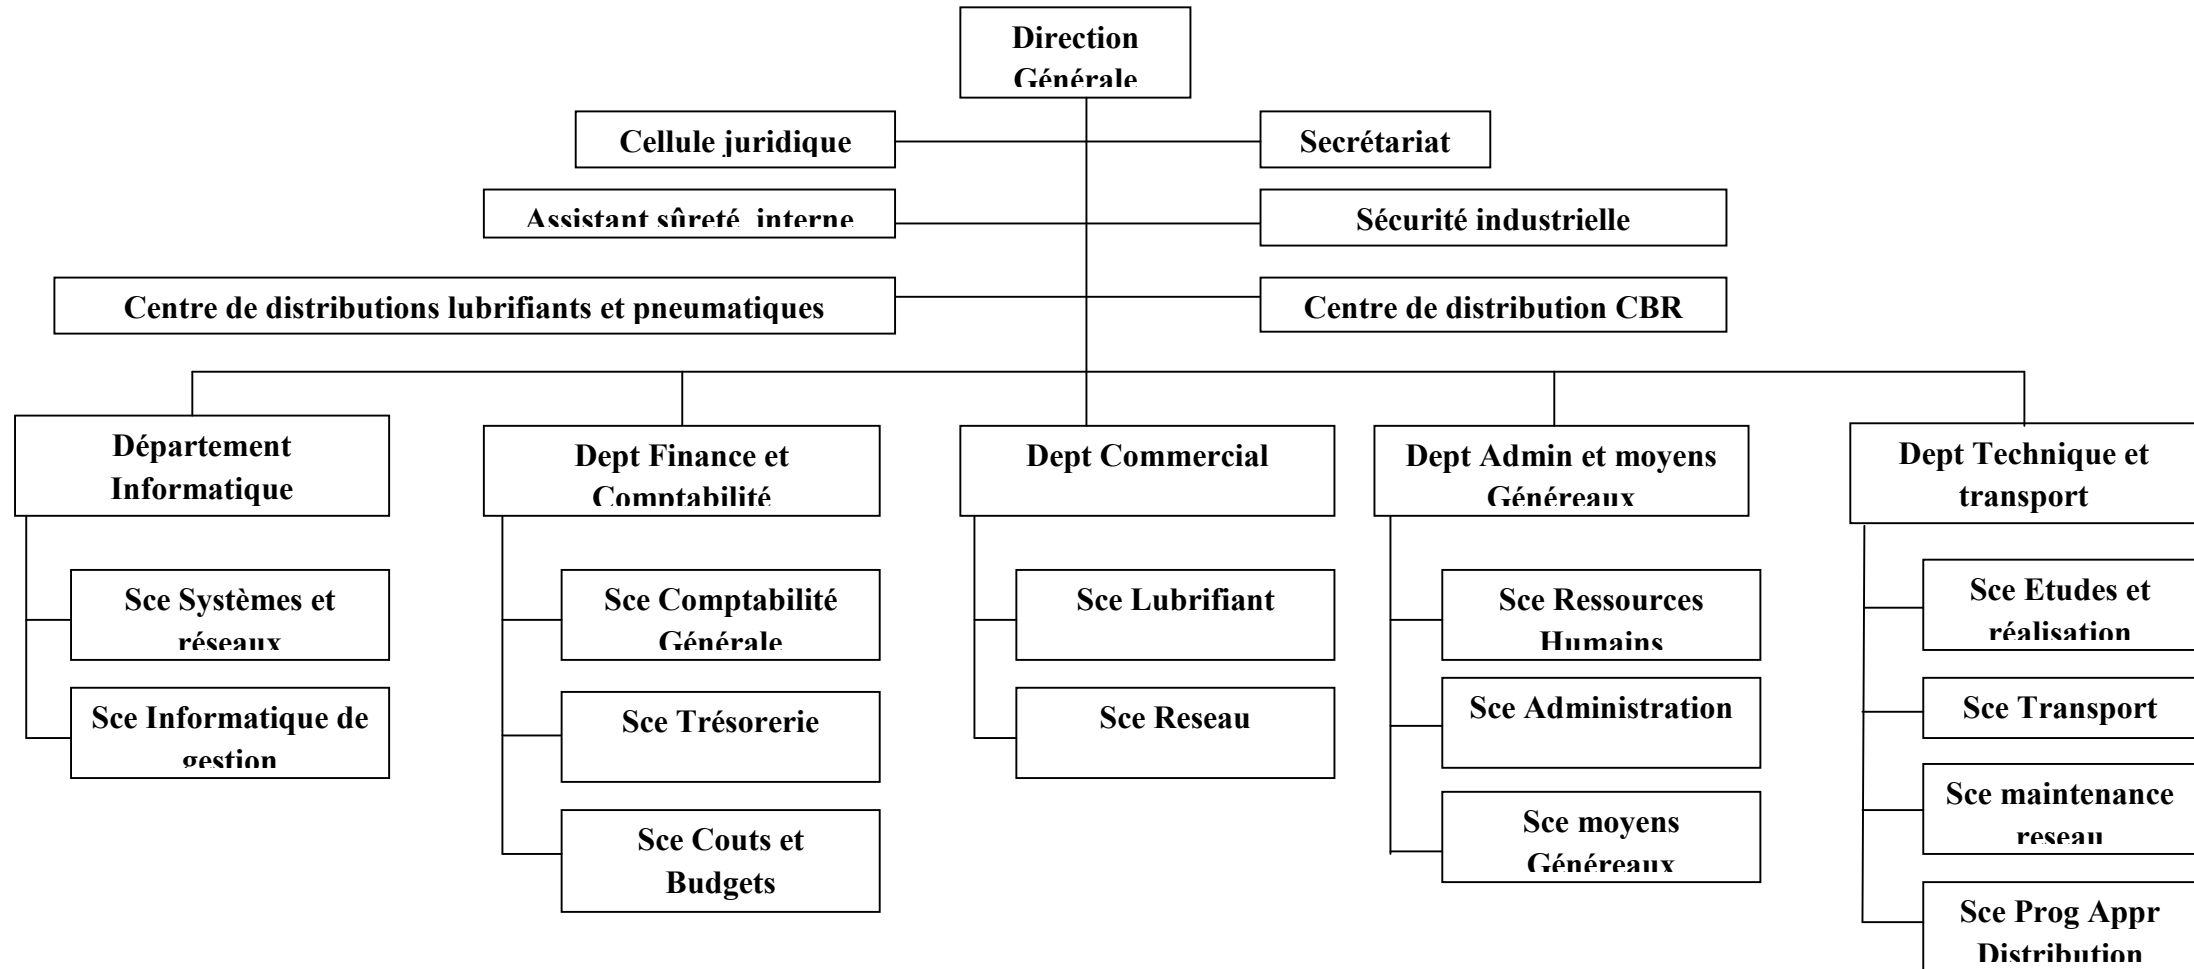 Direction
Générale
Cellule juridique
Secrétariat
Assistant sûreté interne
Sécurité industrielle
Centre de distributions lubrifiants et pneumatiques
Centre de distribution CBR
Département
Informatique
Dept Finance et
Comptabilité
Dept Commercial
Dept Admin et moyens
Généreaux
Dept Technique et
transport
Sce Systèmes et
réseaux
Sce Informatique de
gestion
Sce Comptabilité
Générale
Sce Trésorerie
Sce Couts et
Budgets
Sce Lubrifiant
Sce Reseau
Sce Ressources
Humains
Sce Administration
Sce moyens
Généreaux
Sce Etudes et
réalisation
Sce Transport
Sce maintenance
reseau
Sce Prog Appr
Distribution